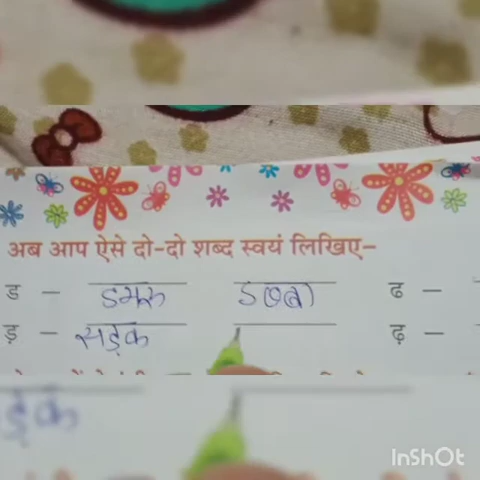 अब आप ऐसे दो-दो शब्द स्वयं लिखिए-
ड – डमरू डब्बा ढ –
ड़ – सड़क ढ़ –
ड़क
InShOt